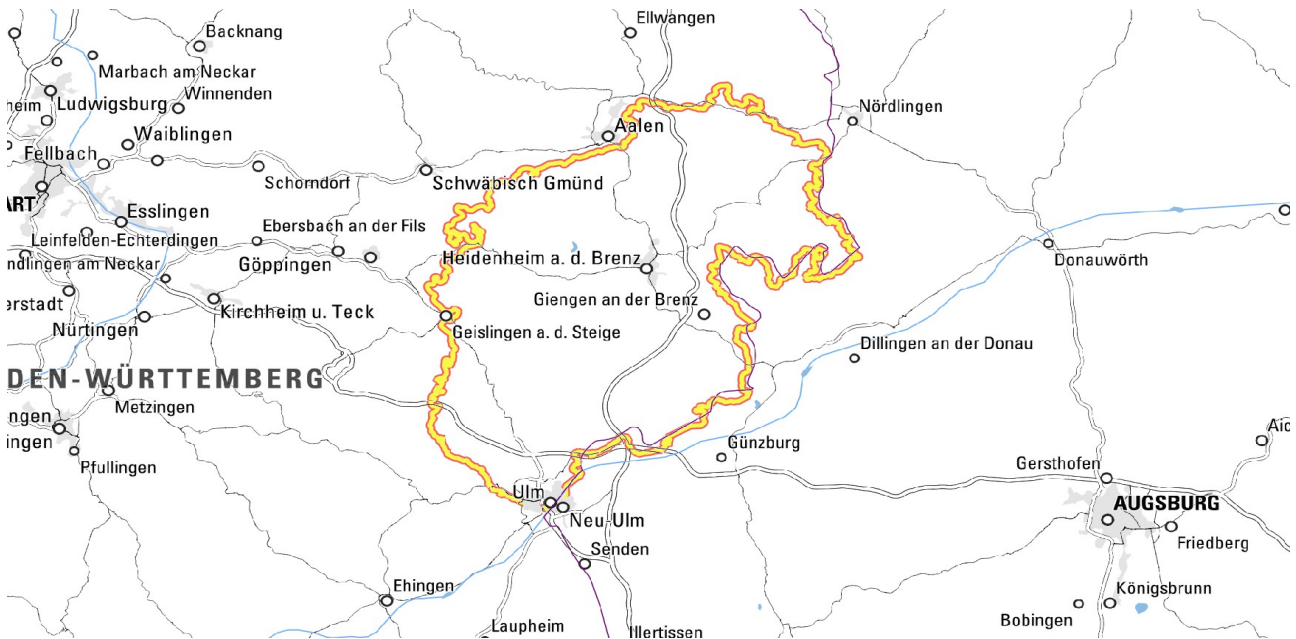 Ellwangen
Backnang
Marbach am Neckar
heim
Ludwigsburg
Winnenden
Nördlingen
Waiblingen
Aalen
Fellbach
Schorndorf
Schwäbisch Gmünd
ART
Esslingen
Ebersbach an der Fils
Leinfelden-Echterdingen
Heidenheim a. d. Brenz
Donauwörth
ndlingen am Neckar
Göppingen
erstadt
Kirchheim u. Teck
Giengen an der Brenz
Nürtingen
Geislingen a. d. Steige
Dillingen an der Donau
DEN-WÜRTTEMBERG
Metzingen
ngen
ingen
Günzburg
Aic
Pfullingen
Gersthofen
Ulm
AUGSBURG
Neu-Ulm
Friedberg
Senden
Ehingen
Königsbrunn
Bobingen
Laupheim
Illertissen